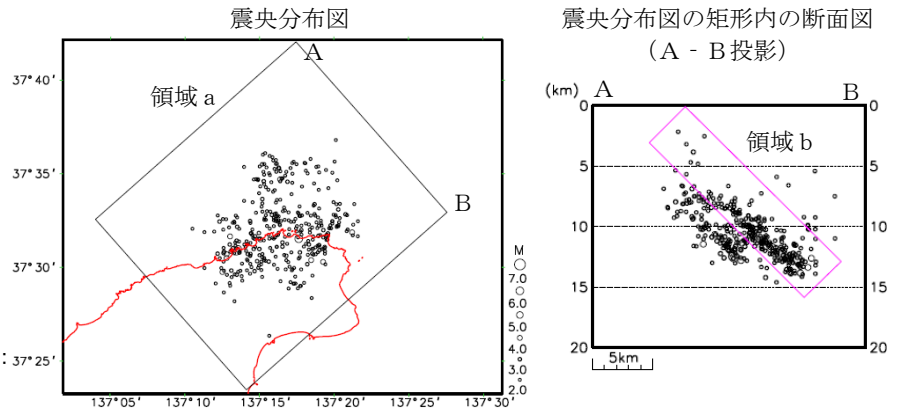 震央分布図
A
領域a
B
37°40′
37°35′
37°30′
37°25′
:
137°05′
137°10′
137°15′
137°20′
137°25′
137°30′
M
7.0
6.0
5.0
4.0
3.0
2.0
震央分布図の矩形内の断面図
（A‐B投影）
(km)
A
B
領域b
0
5
10
15
20
0
5
10
15
20
5km